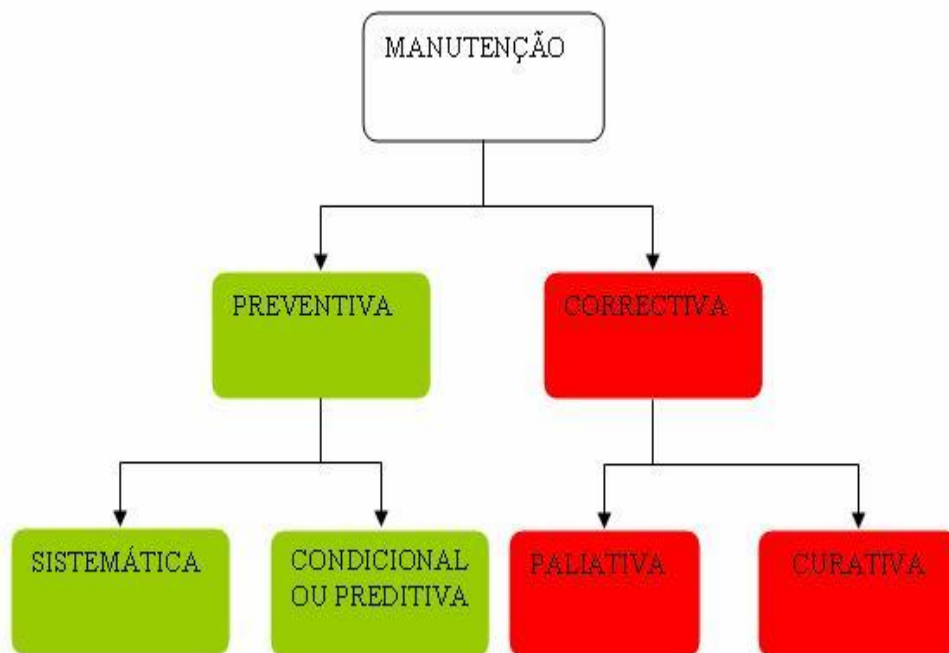 MANUTENÇÃO
PREVENTIVA
CORRECTIVA
SISTEMÁTICA
CONDICIONAL
OU PREDITIVA
PALIATIVA
CURATIVA